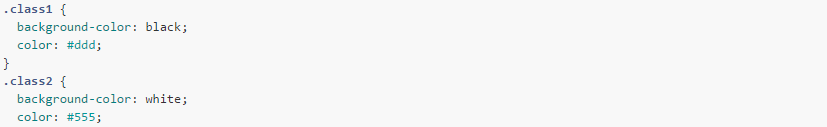 .class1 {
  background-color: black;
  color: #ddd;
}
.class2 {
  background-color: white;
  color: #555;